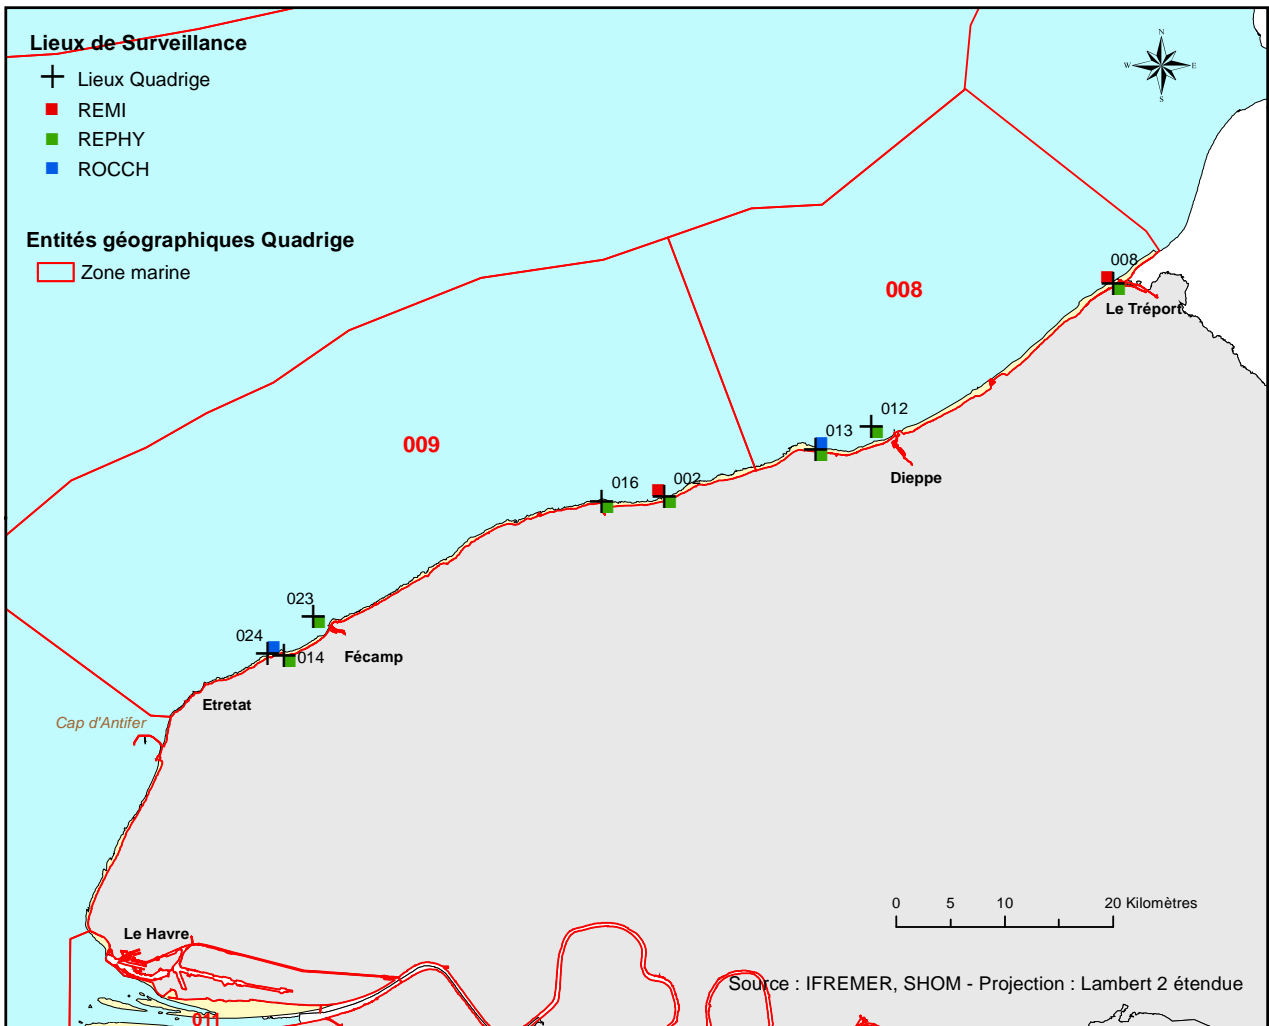 Lieux de Surveillance
Lieux Quadrige
REMI
REPHY
ROCCH
Entités géographiques Quadrige
Zone marine
N
W
E
S
008
008
Le Tréport
012
013
Dieppe
009
016
002
023
024
014
Fécamp
Etretat
Cap d'Antifer
0
5
10
20 Kilomètres
Le Havre
Source : IFREMER, SHOM - Projection : Lambert 2 étendue
011